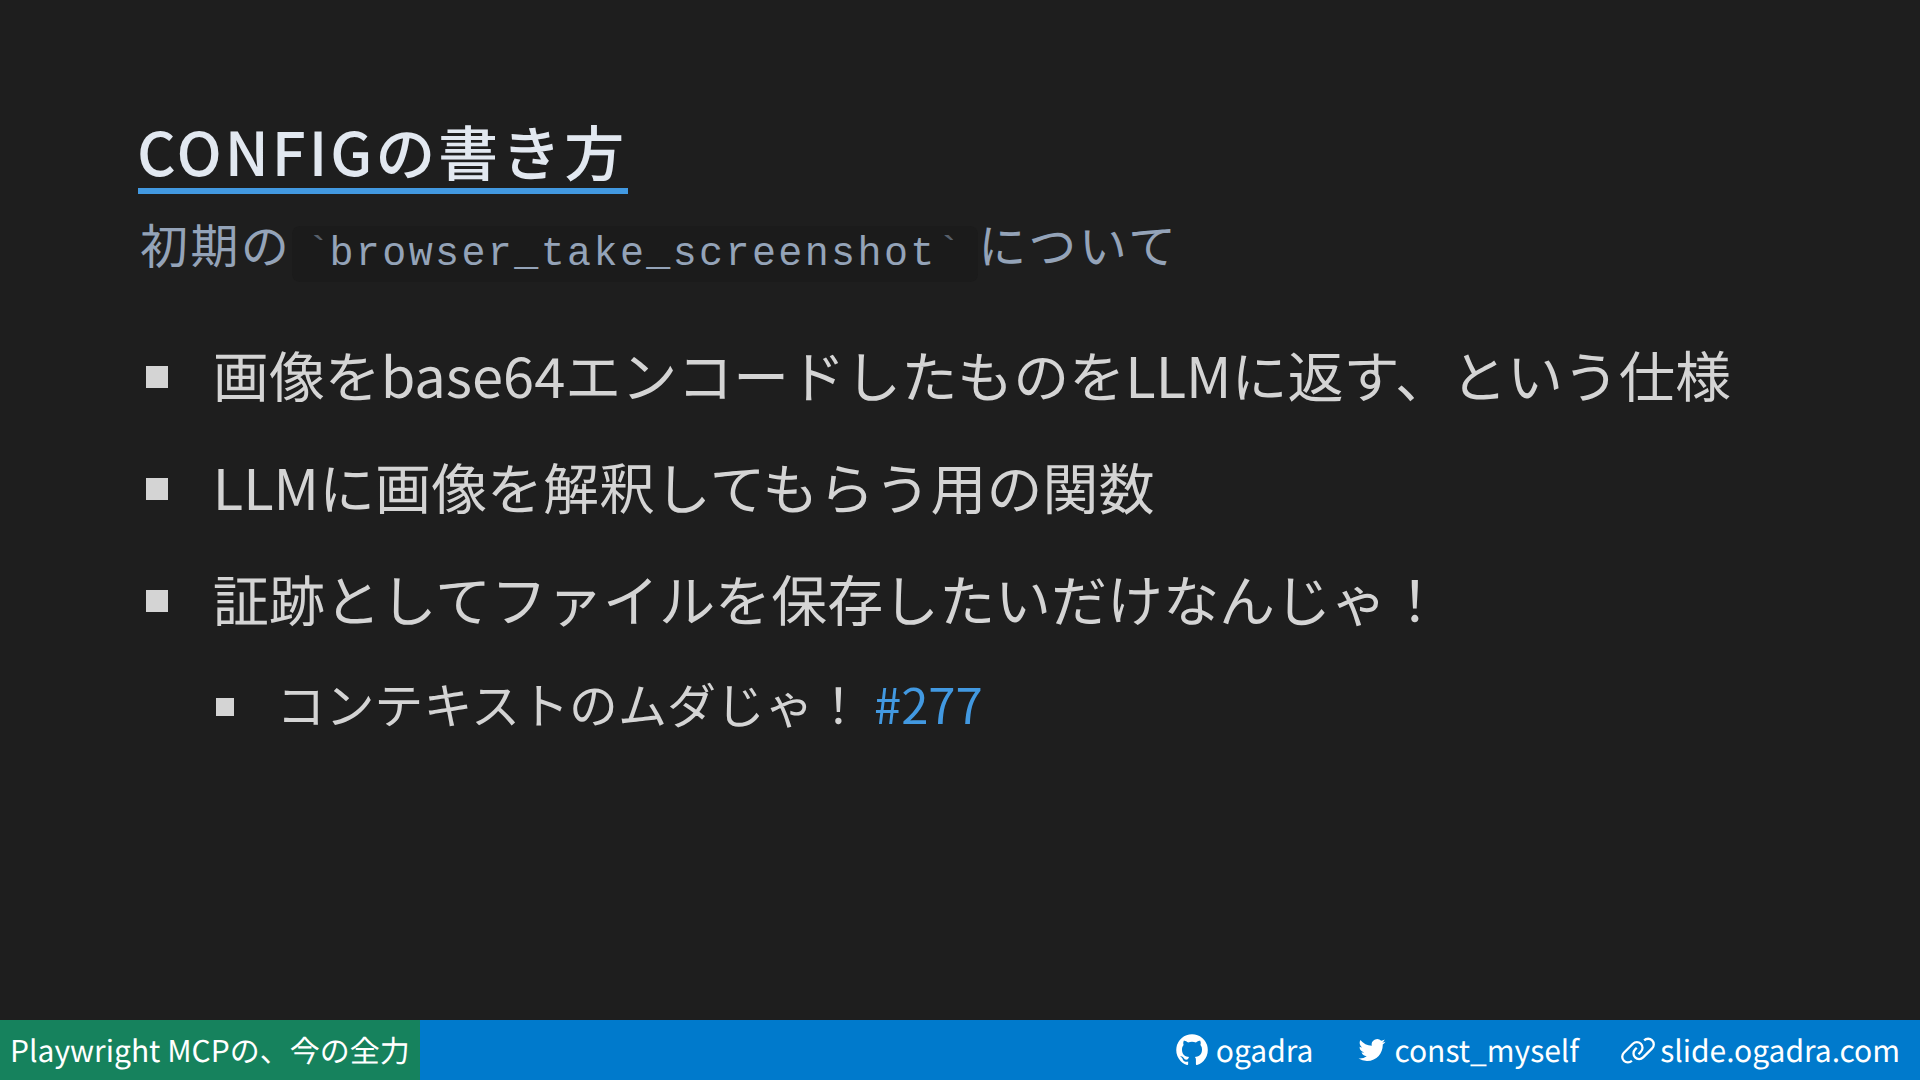 CONFIGの書き方
初期の`browser_take_screenshot`について
画像をbase64エンコードしたものをLLMに返す、という仕様
LLMに画像を解釈してもらう用の関数
証跡としてファイルを保存したいだけなんじゃ！
コンテキストのムダじゃ！ #277
Playwright MCPの、今の全力
ogadra const_myself slide.ogadra.com